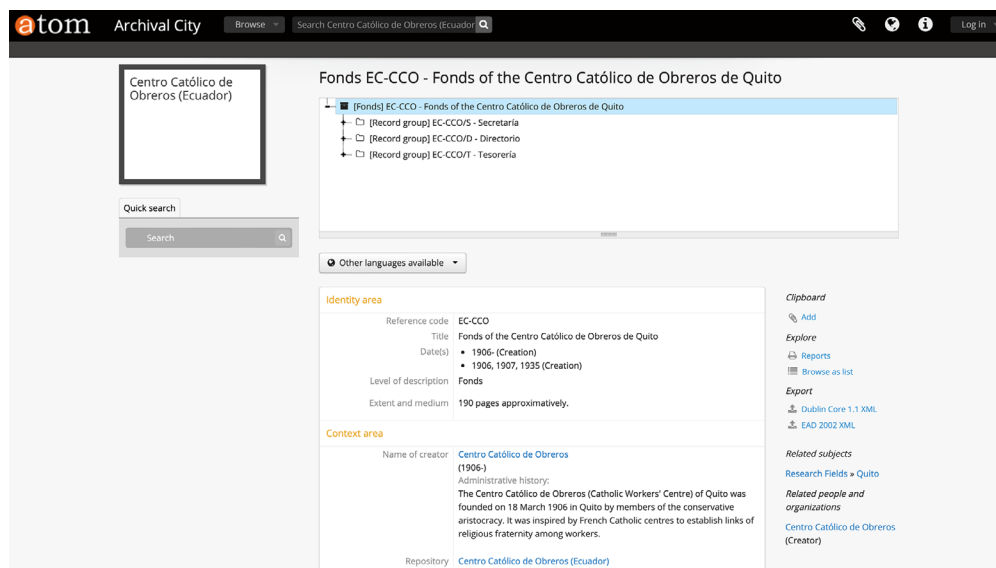 atom Archival City Browse Search Centro Católico de Obreros (Ecuador Log in
Centro Católico de
Obreros (Ecuador)
Quick search
Search
Fonds EC-CCO - Fonds of the Centro Católico de Obreros de Quito
[Fonds] EC-CCO - Fonds of the Centro Católico de Obreros de Quito
[Record group] EC-CCO/S - Secretaría
[Record group] EC-CCO/D - Directorio
[Record group] EC-CCO/T - Tesorería
Other languages available
Identity area
Reference code EC-CCO
Title Fonds of the Centro Católico de Obreros de Quito
Date(s) • 1906- (Creation)
• 1906, 1907, 1935 (Creation)
Level of description Fonds
Extent and medium 190 pages approximatively.
Context area
Name of creator Centro Católico de Obreros
(1906-)
Administrative history:
The Centro Católico de Obreros (Catholic Workers' Centre) of Quito was
founded on 18 March 1906 in Quito by members of the conservative
aristocracy. It was inspired by French Catholic centres to establish links of
religious fraternity among workers.
Repository Centro Católico de Obreros (Ecuador)
Clipboard
Add
Explore
Reports
Browse as list
Export
Dublin Core 1.1 XML
EAD 2002 XML
Related subjects
Research Fields » Quito
Related people and
organizations
Centro Católico de Obreros
(Creator)